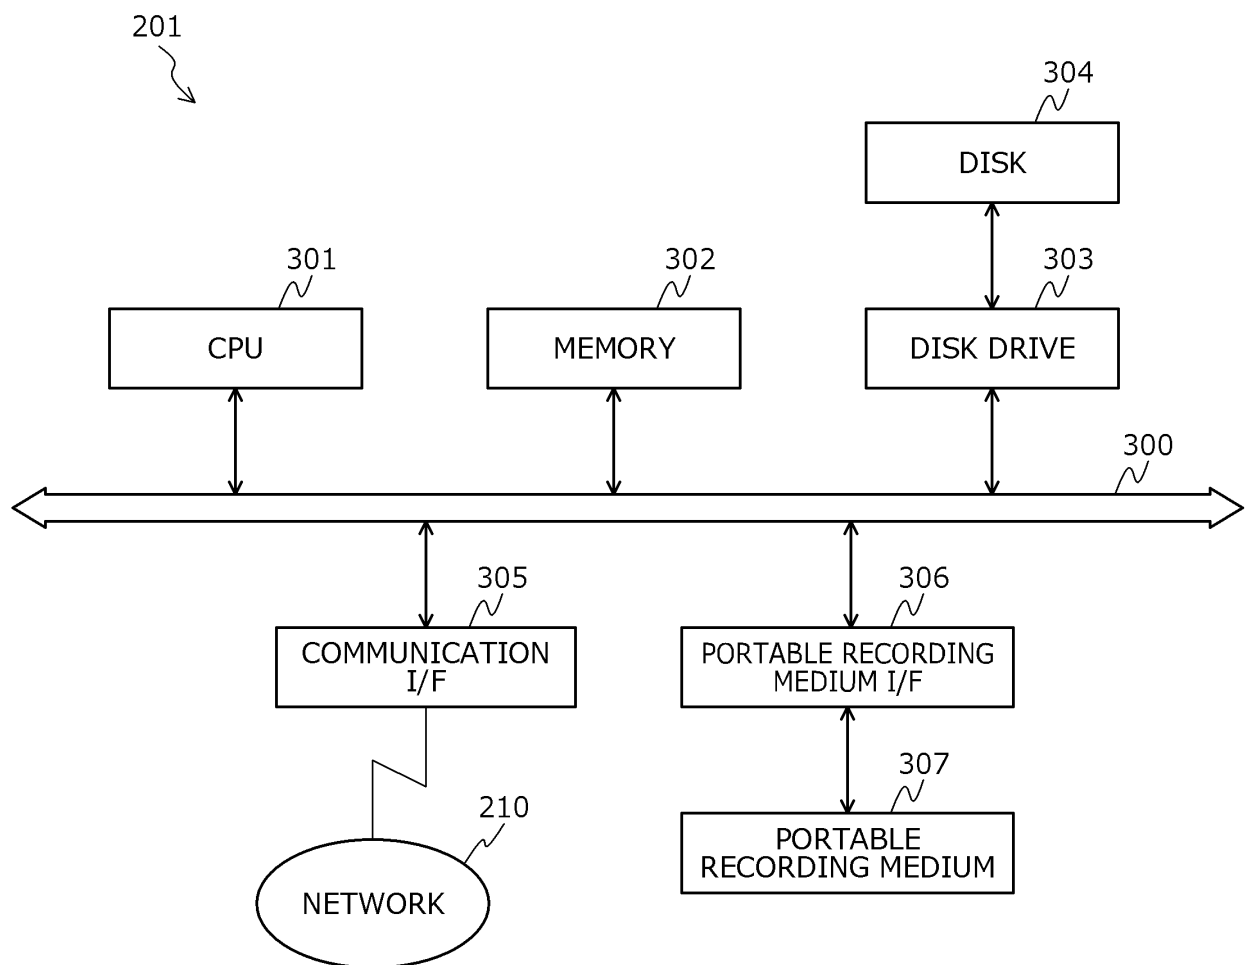 201
304
DISK
301
302
303
CPU
MEMORY
DISK DRIVE
300
305
306
COMMUNICATION
I/F
PORTABLE RECORDING
MEDIUM I/F
307
210
PORTABLE
RECORDING MEDIUM
NETWORK